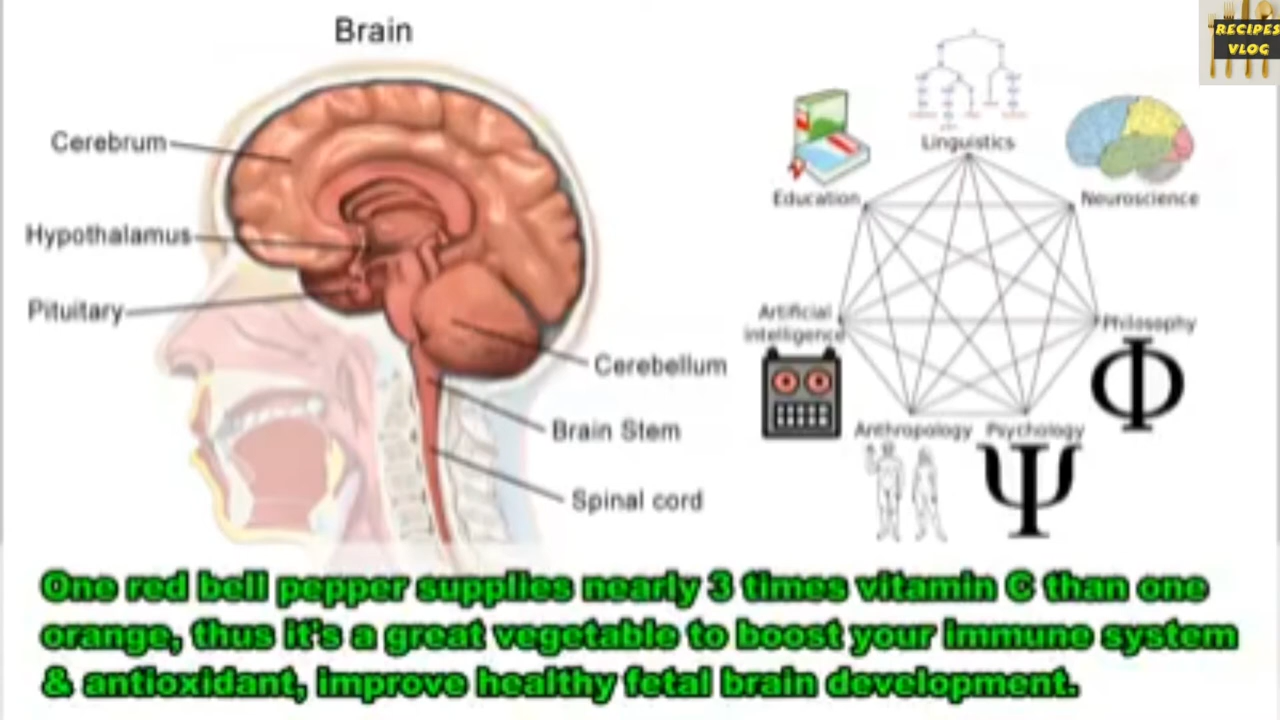 Brain
RECIPES
VLOG
Cerebrum
Hypothalamus
Pituitary
Cerebellum
Brain Stem
Spinal cord
Linguistics
Education
Neuroscience
Artificial
Intelligence
Philosophy
Φ
Anthropology
Psychology
Ψ
One red bell pepper supplies nearly 3 times vitamin C than one
orange, thus it's a great vegetable to boost your immune system
& antioxidant, improve healthy fetal brain development.